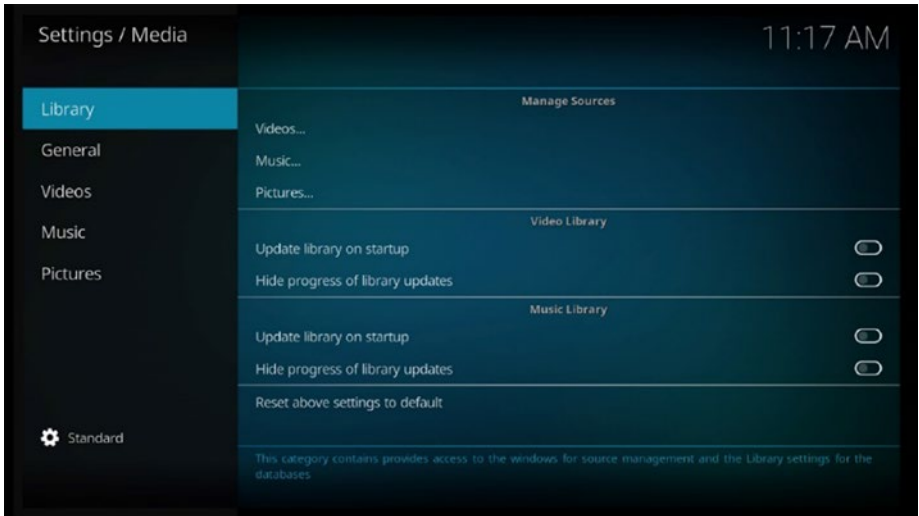 Settings / Media
11:17 AM
Library
General
Videos
Music
Pictures
Standard
Manage Sources
Videos...
Music...
Pictures...
Video Library
Update library on startup
Hide progress of library updates
Music Library
Update library on startup
Hide progress of library updates
Reset above settings to default
This category contains provides access to the windows for source management and the Library settings for the
databases